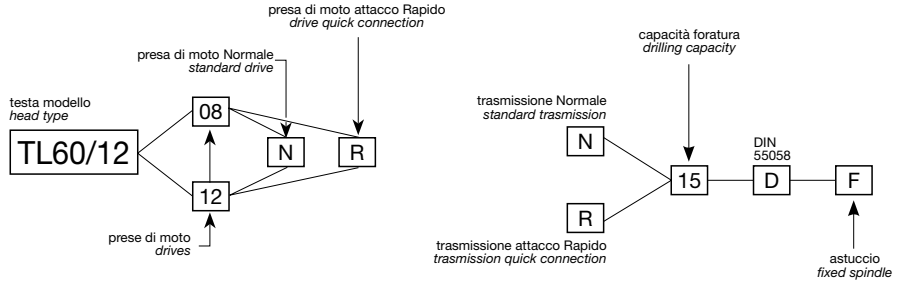 presa di moto attacco Rapido
drive quick connection
presa di moto Normale
standard drive
testa modello
head type
TL60/12
08
12
N
R
prese di moto
drives
capacità foratura
drilling capacity
trasmissione Normale
standard trasmission
N
R
15
DIN
55058
D
F
trasmissione attacco Rapido
trasmission quick connection
astuccio
fixed spindle